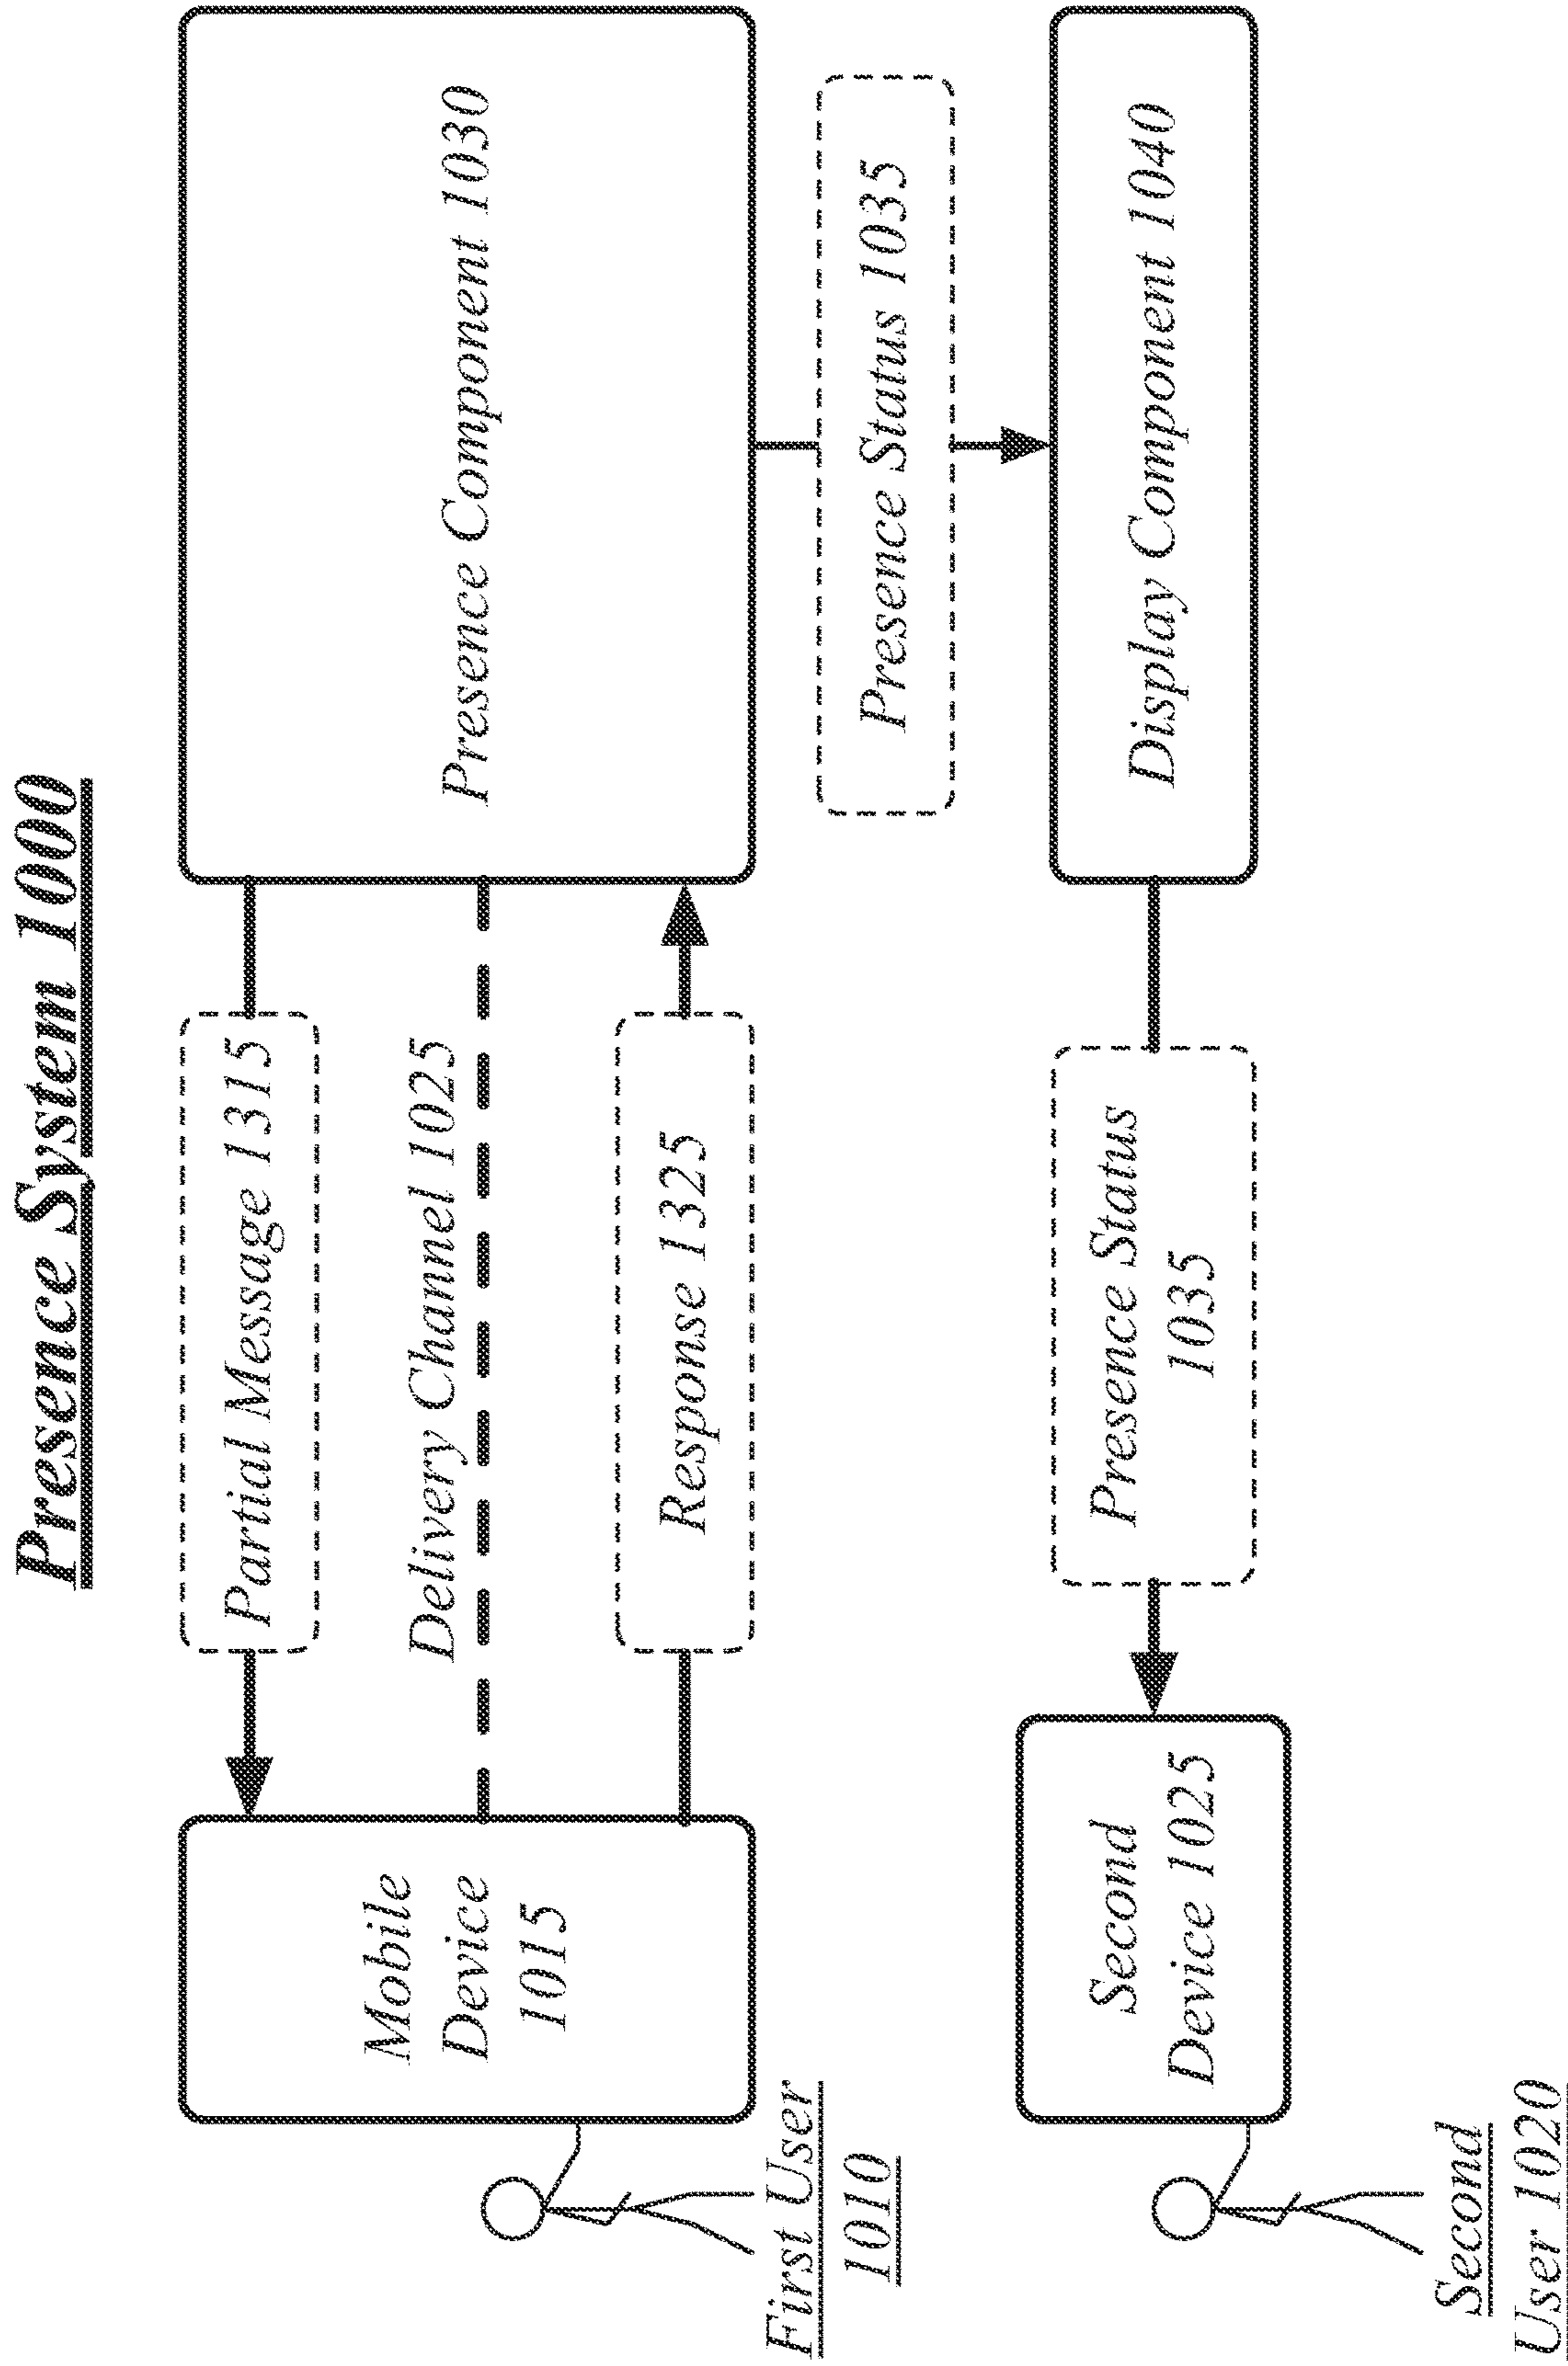 Presence System 1000
Partial Message 1315
Delivery Channel 1025
Response 1325
Mobile
Device
1015
Presence Component 1030
First User
1010
Presence Status 1035
Presence Status
1035
Display Component 1040
Second
Device 1025
Second
User 1020